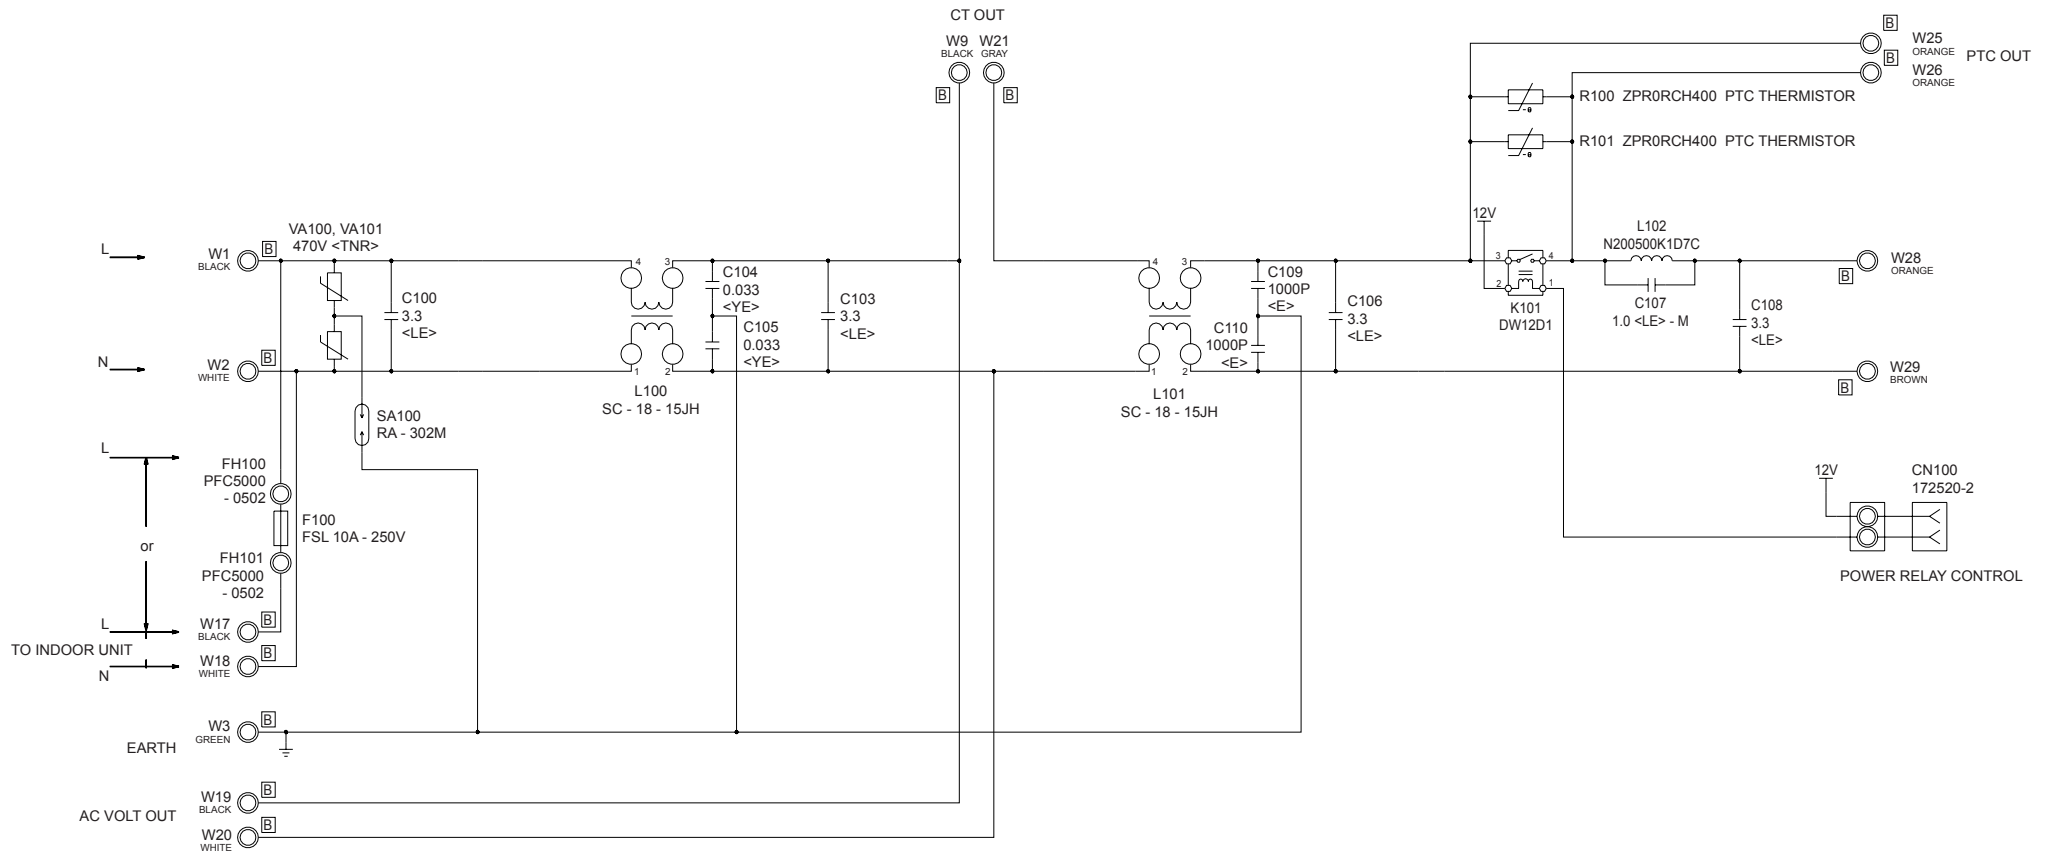 CT OUT
W9 W21
BLACK GRAY
B B
B
W25
ORANGE
PTC OUT
B
W26
ORANGE
R100 ZPR0RCH400 PTC THERMISTOR
-θ
R101 ZPR0RCH400 PTC THERMISTOR
-θ
L
W1
BLACK
B
VA100, VA101
470V <TNR>
C100
3.3
<LE>
4 3
C104
0.033
<YE>
C105
0.033
<YE>
C103
3.3
<LE>
1 2
L100
SC - 18 - 15JH
4 3
C109
1000P
<E>
C110
1000P
<E>
C106
3.3
<LE>
1 2
L101
SC - 18 - 15JH
12V
3 4
2 1
K101
DW12D1
L102
N200500K1D7C
C107
1.0 <LE> - M
C108
3.3
<LE>
W28
ORANGE
B
W29
BROWN
B
N
W2
WHITE
B
SA100
RA - 302M
L
or
FH100
PFC5000
- 0502
F100
FSL 10A - 250V
FH101
PFC5000
- 0502
12V
CN100
172520-2
POWER RELAY CONTROL
L
W17
BLACK
B
TO INDOOR UNIT
N
W18
WHITE
B
W3
GREEN
B
EARTH
W19
BLACK
B
AC VOLT OUT
W20
WHITE
B